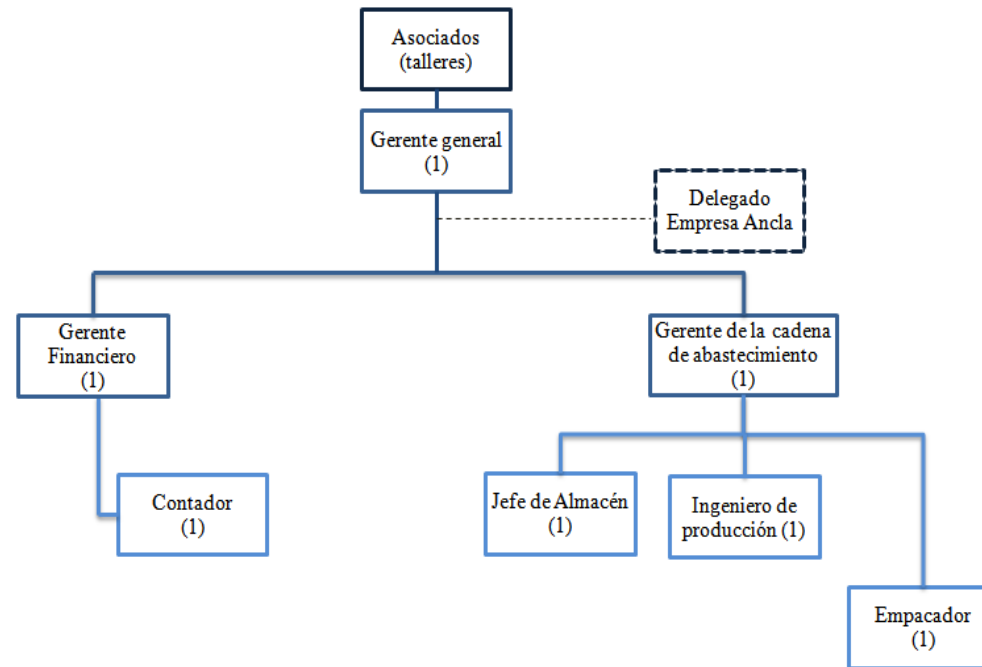 Asociados
(talleres)
Gerente general
(1)
Delegado
Empresa Ancla
Gerente
Financiero
(1)
Gerente de la cadena
de abastecimiento
(1)
Contador
(1)
Jefe de Almacén
(1)
Ingeniero de
producción (1)
Empacador
(1)